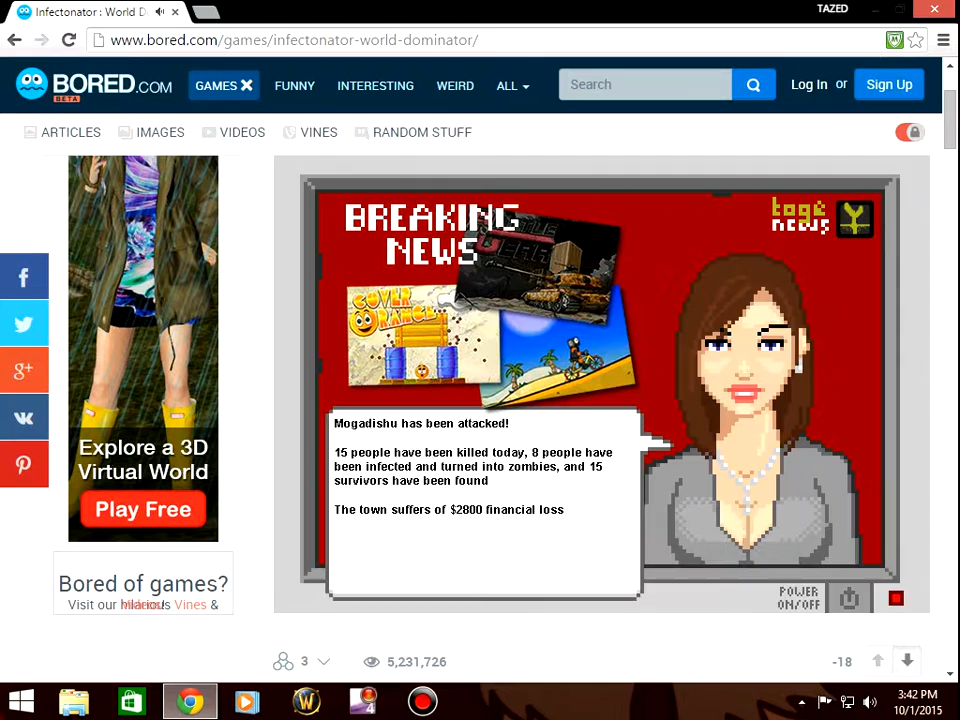 Infectonator : World D
TAZED
www.bored.com/games/infectonator-world-dominator/
BORED.COM
BETA
GAMES
FUNNY
INTERESTING
WEIRD
ALL
Search
Log In or Sign Up
ARTICLES
IMAGES
VIDEOS
VINES
RANDOM STUFF
BREAKING
NEWS
toge
news
COVER
ORANGE
GEAR
Mogadishu has been attacked!
15 people have been killed today, 8 people have
been infected and turned into zombies, and 15
survivors have been found
The town suffers of $2800 financial loss
POWER
ON/OFF
f
g+
Explore a 3D
Virtual World
Play Free
Bored of games?
Visit our Vines &
3
5,231,726
-18
W
4
3:42 PM
10/1/2015